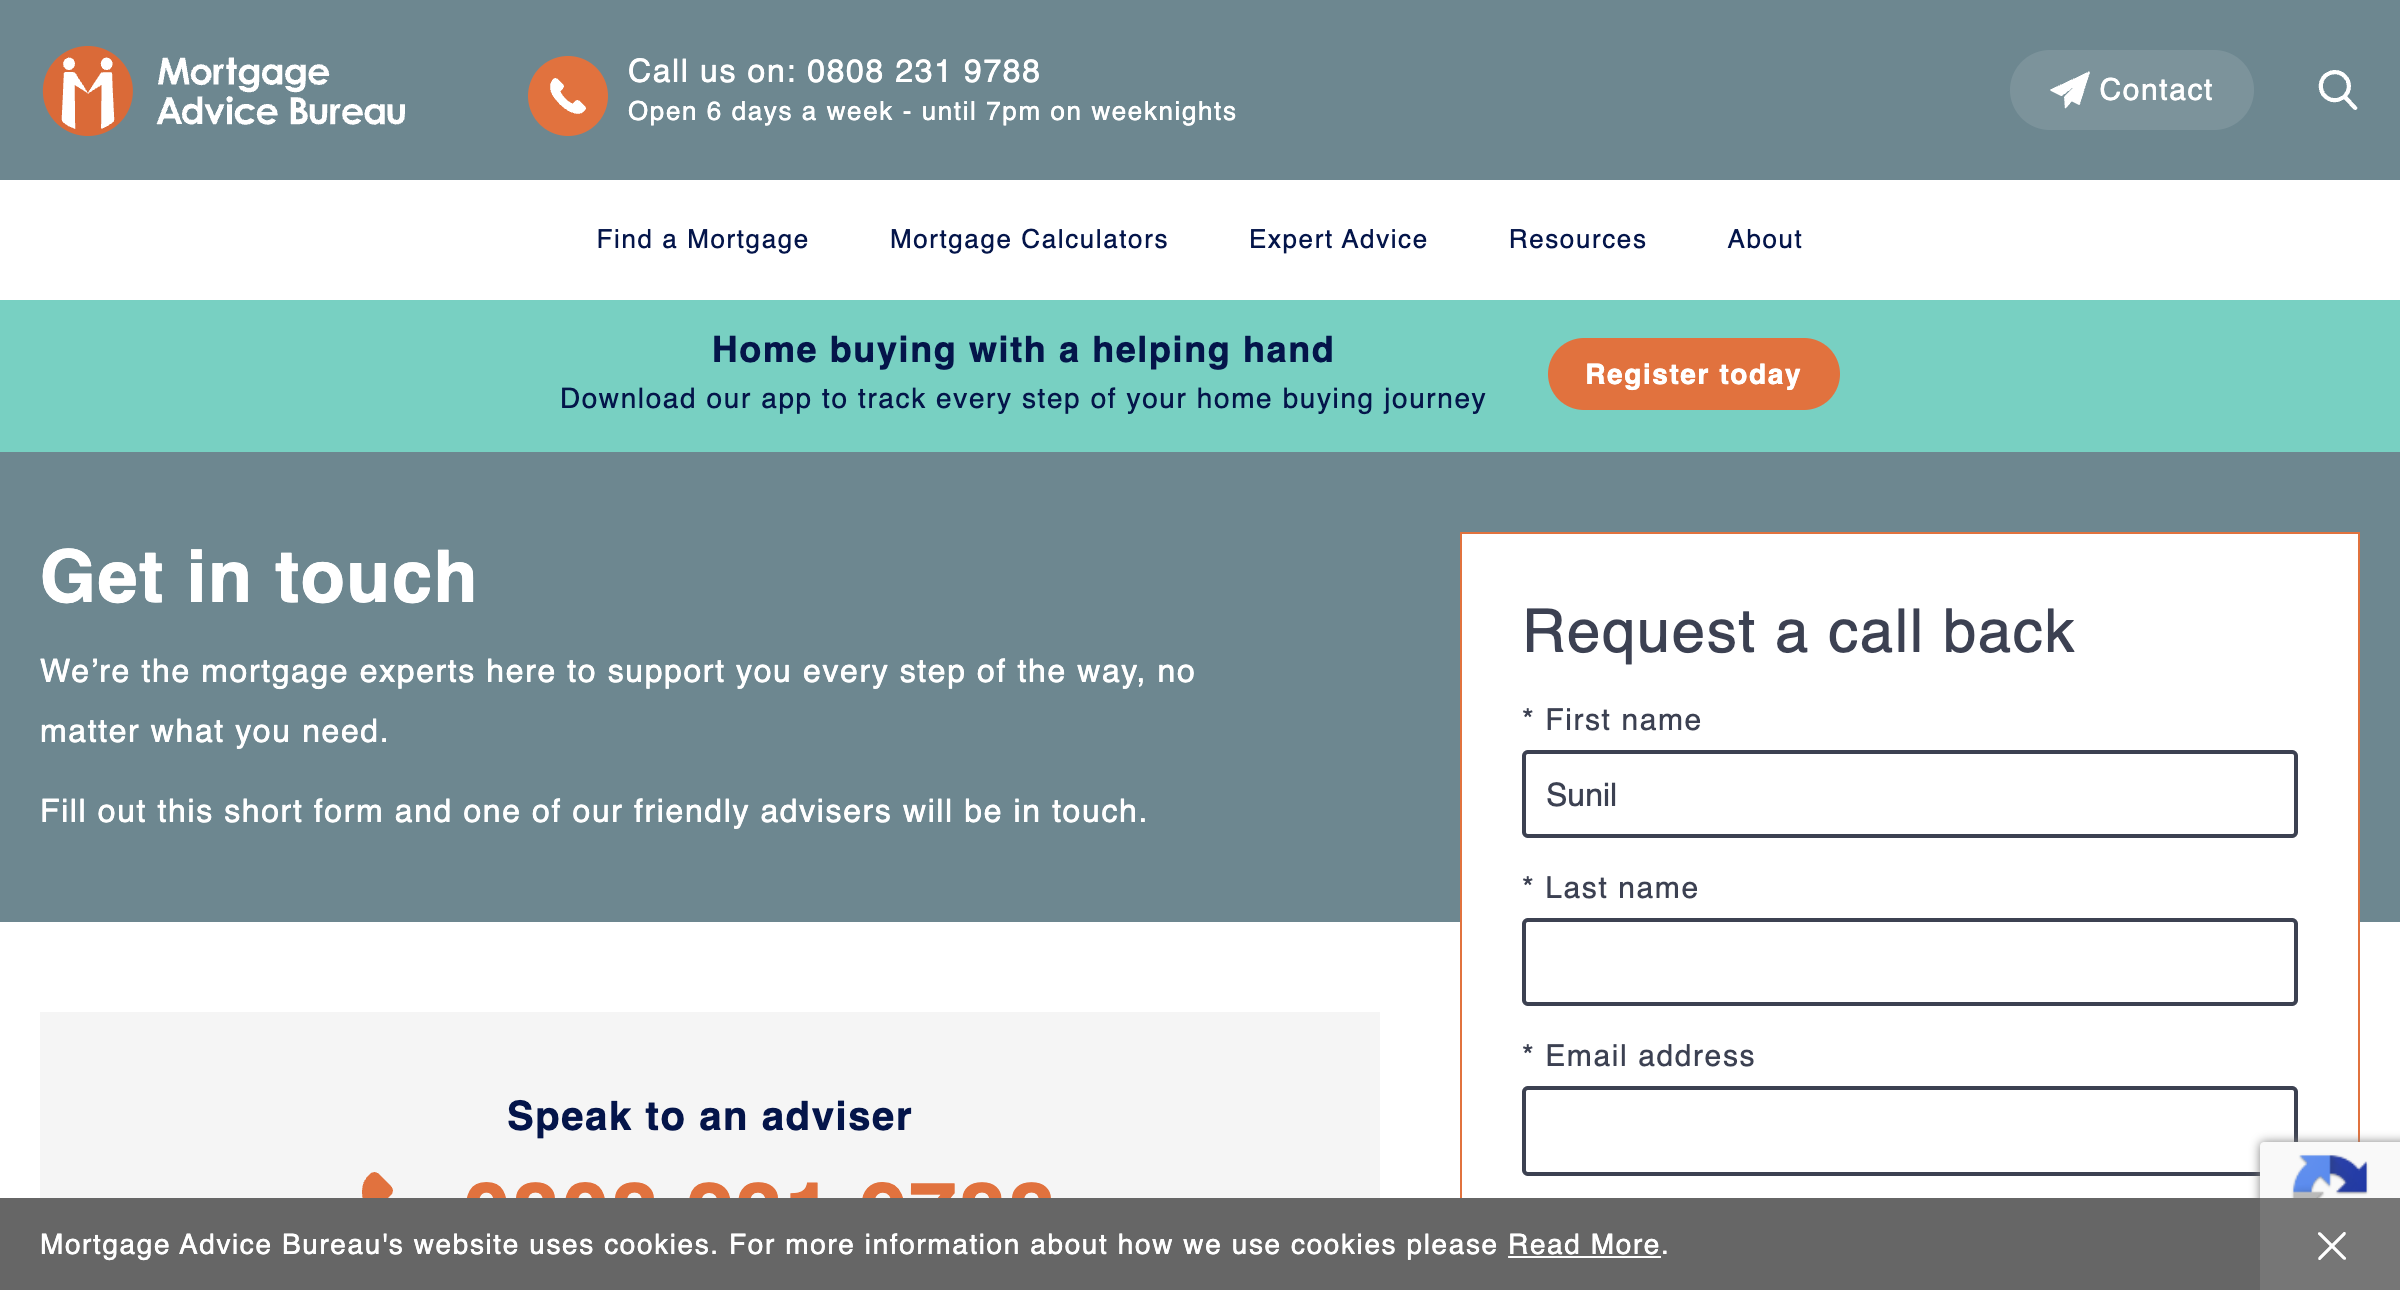 Mortgage
Advice Bureau
Call us on: 0808 231 9788
Open 6 days a week - until 7pm on weeknights
Contact
Find a Mortgage
Mortgage Calculators
Expert Advice
Resources
About
Home buying with a helping hand
Download our app to track every step of your home buying journey
Register today
Get in touch
We’re the mortgage experts here to support you every step of the way, no
matter what you need.
Fill out this short form and one of our friendly advisers will be in touch.
Request a call back
* First name
Sunil
* Last name
* Email address
Speak to an adviser
Mortgage Advice Bureau's website uses cookies. For more information about how we use cookies please Read More.